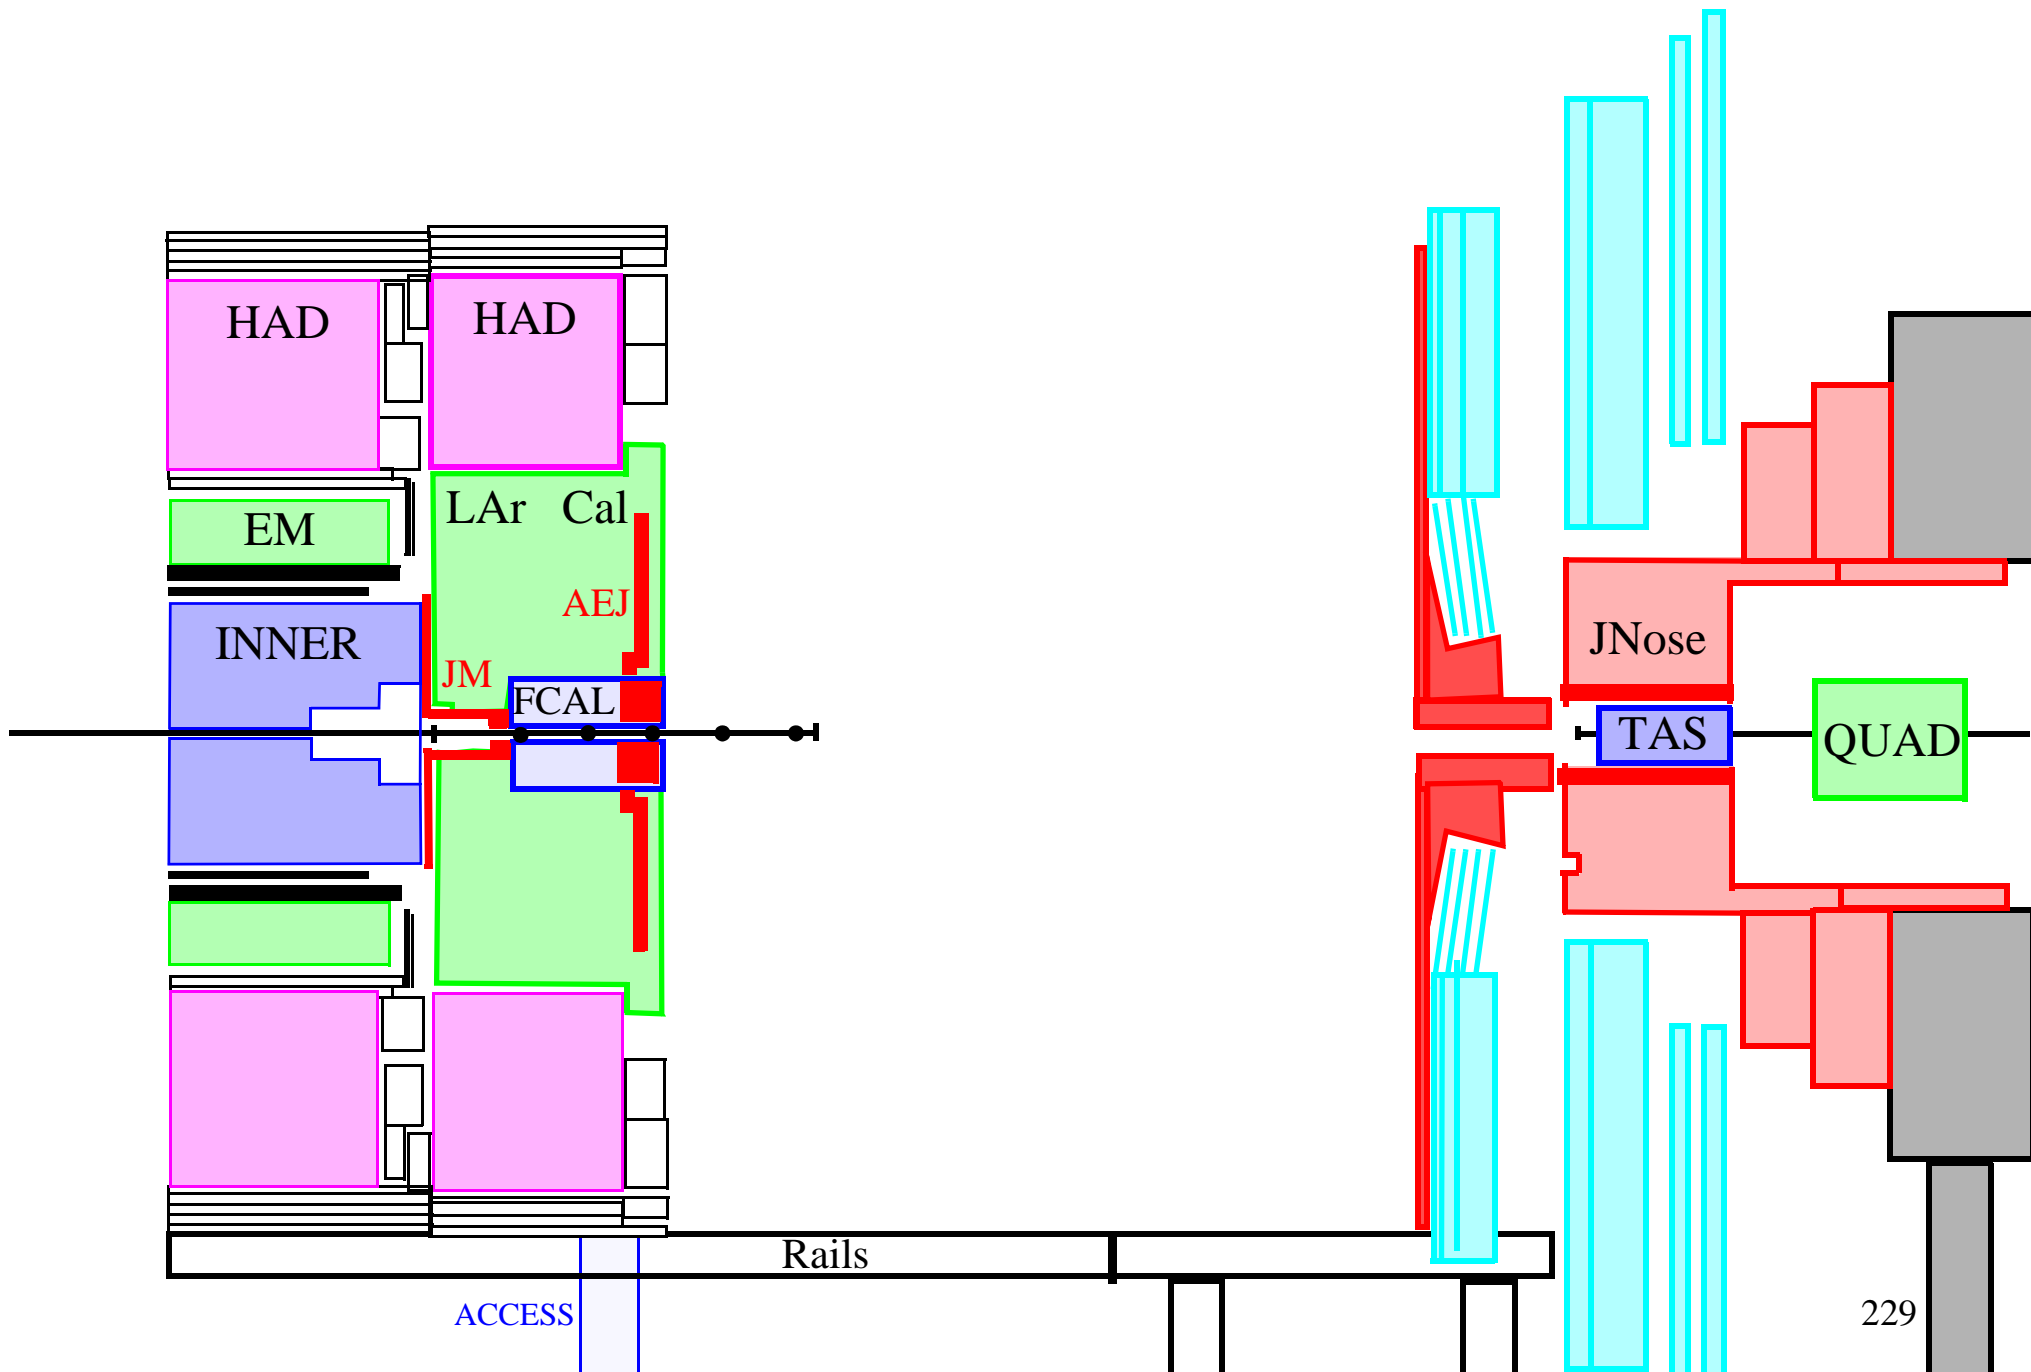 HAD
HAD
LAr Cal
EM
AEJ
INNER
JNose
JM
FCAL
TAS
QUAD
Rails
ACCESS
229